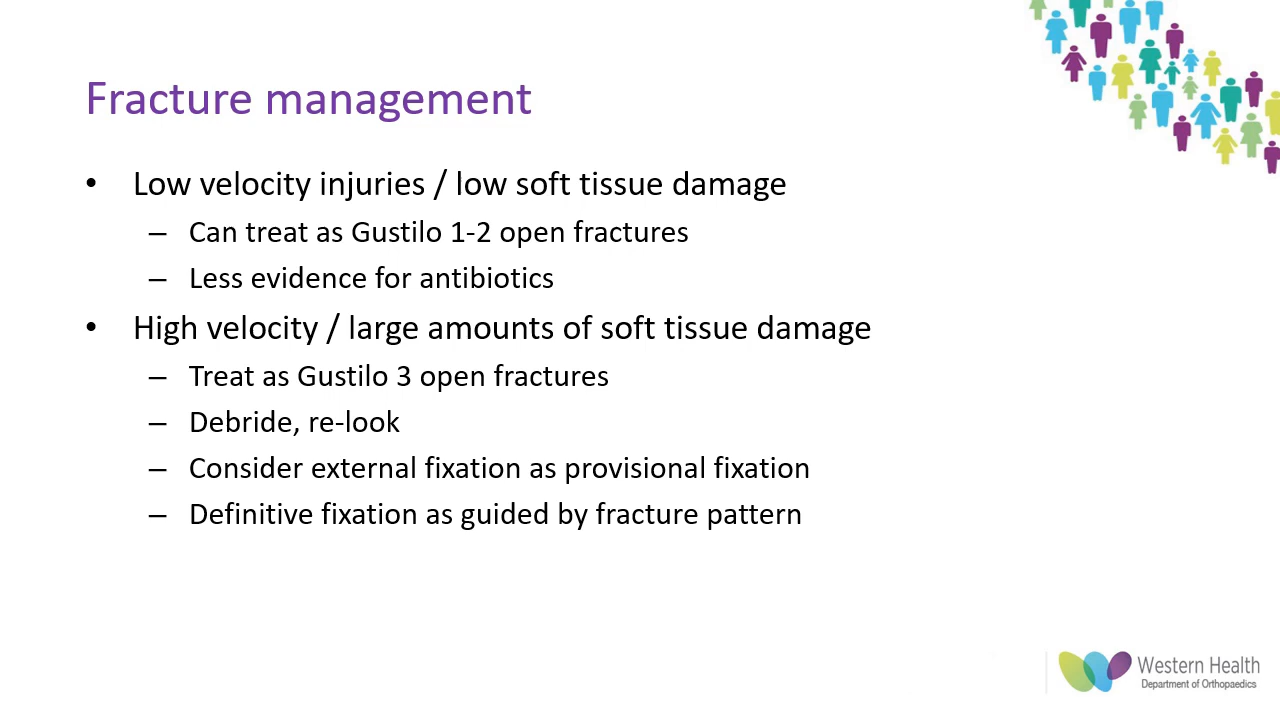 Fracture management
• Low velocity injuries / low soft tissue damage
– Can treat as Gustilo 1-2 open fractures
– Less evidence for antibiotics
• High velocity / large amounts of soft tissue damage
– Treat as Gustilo 3 open fractures
– Debride, re-look
– Consider external fixation as provisional fixation
– Definitive fixation as guided by fracture pattern
Western Health
Department of Orthopaedics